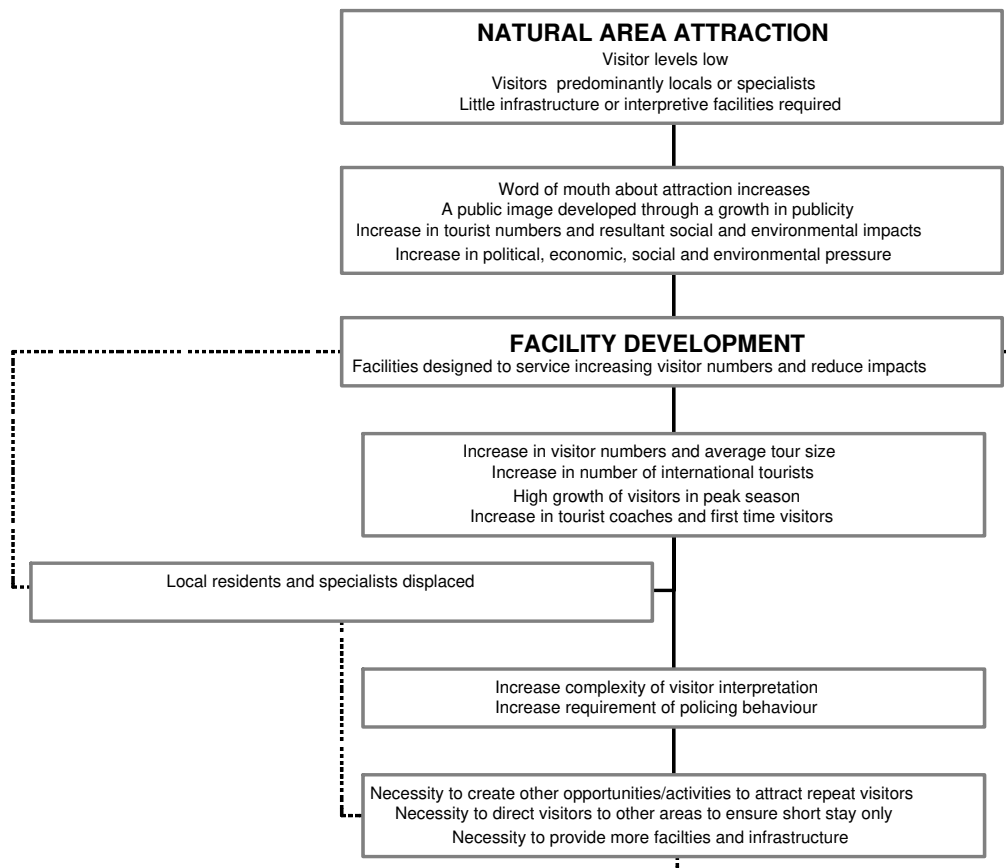 NATURAL AREA ATTRACTION
Visitor levels low
Visitors predominantly locals or specialists
Little infrastructure or interpretive facilities required
Word of mouth about attraction increases
A public image developed through a growth in publicity
Increase in tourist numbers and resultant social and environmental impacts
Increase in political, economic, social and environmental pressure
FACILITY DEVELOPMENT
Facilities designed to service increasing visitor numbers and reduce impacts
Increase in visitor numbers and average tour size
Increase in number of international tourists
High growth of visitors in peak season
Increase in tourist coaches and first time visitors
Local residents and specialists displaced
Increase complexity of visitor interpretation
Increase requirement of policing behaviour
Necessity to create other opportunities/activities to attract repeat visitors
Necessity to direct visitors to other areas to ensure short stay only
Necessity to provide more facilties and infrastructure